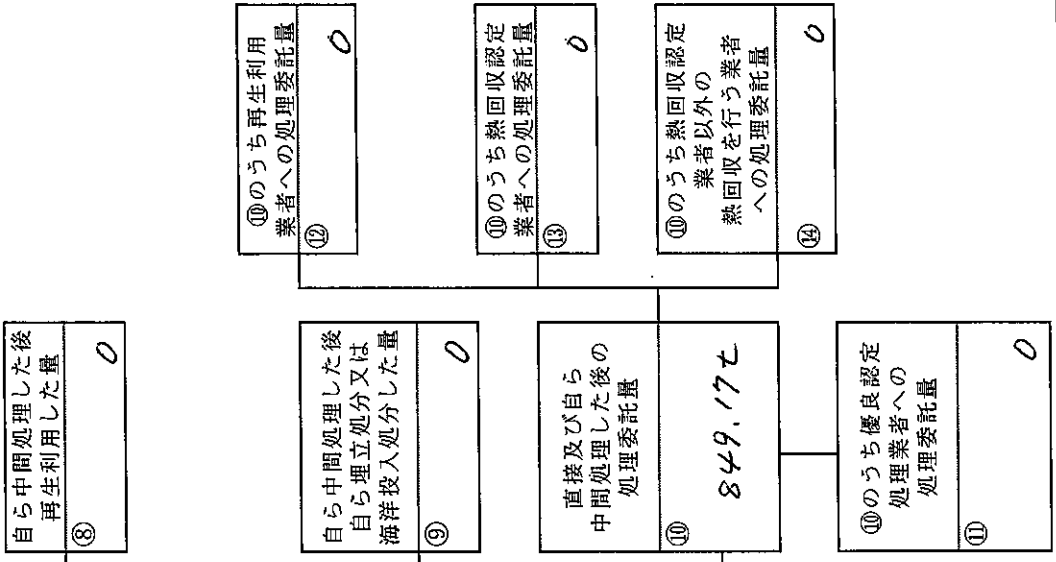 自ら中間処理した後
再生利用した量
⑧
0
自ら中間処理した後
自ら埋立処分又は
海洋投入処分した量
⑨
0
直接及び自ら
中間処理した後の
処理委託量
⑩
849.17t
⑩のうち優良認定
処理業者への
処理委託量
⑪
0
⑩のうち再生利用
業者への処理委託量
⑫
0
⑩のうち熱回収認定
業者への処理委託量
⑬
0
⑩のうち熱回収認定
業者以外の
熱回収を行う業者
への処理委託量
⑭
0